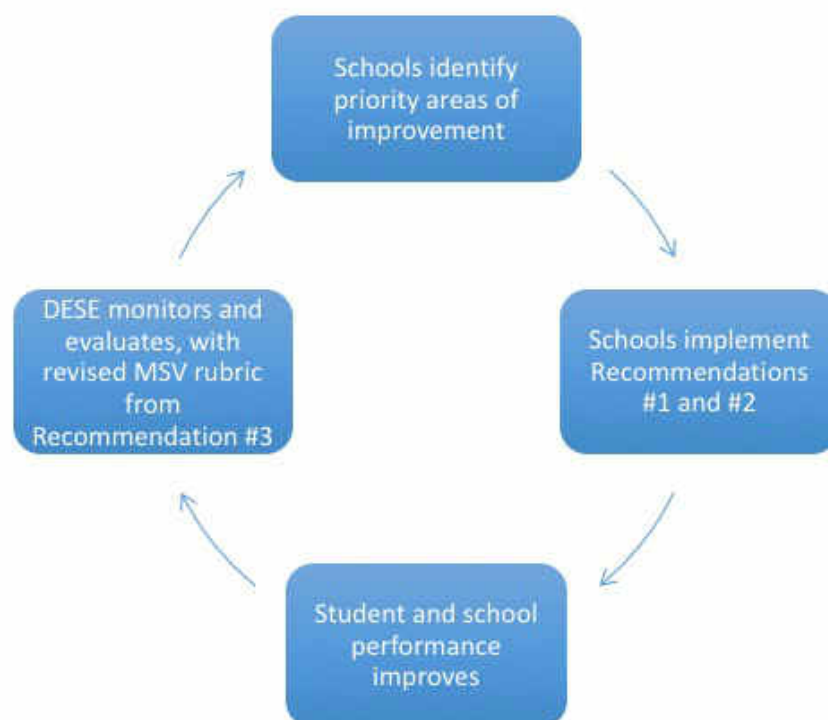 Schools identify
priority areas of
improvement
Schools implement
Recommendations
#1 and #2
Student and school
performance
improves
DESE monitors and
evaluates, with
revised MSV rubric
from
Recommendation #3